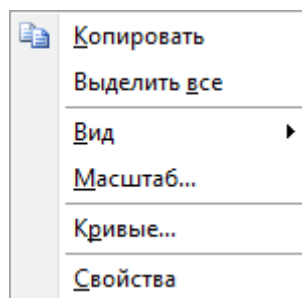 Копировать
Выделить все
Вид
Масштаб...
Кривые...
Свойства